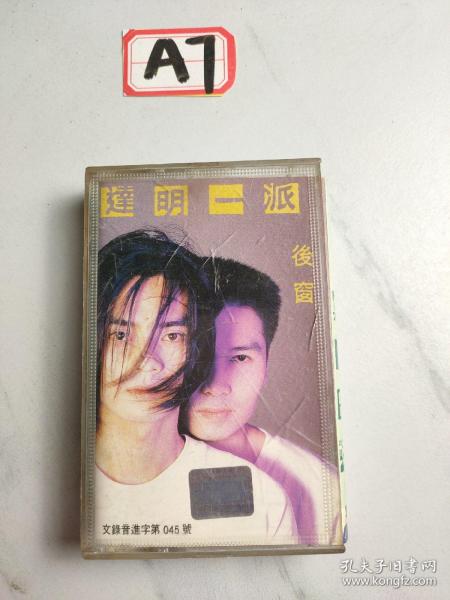 A7
達明一派
後窗
文錄音進字第 045 號
孔夫子旧书网
www.kongfz.com